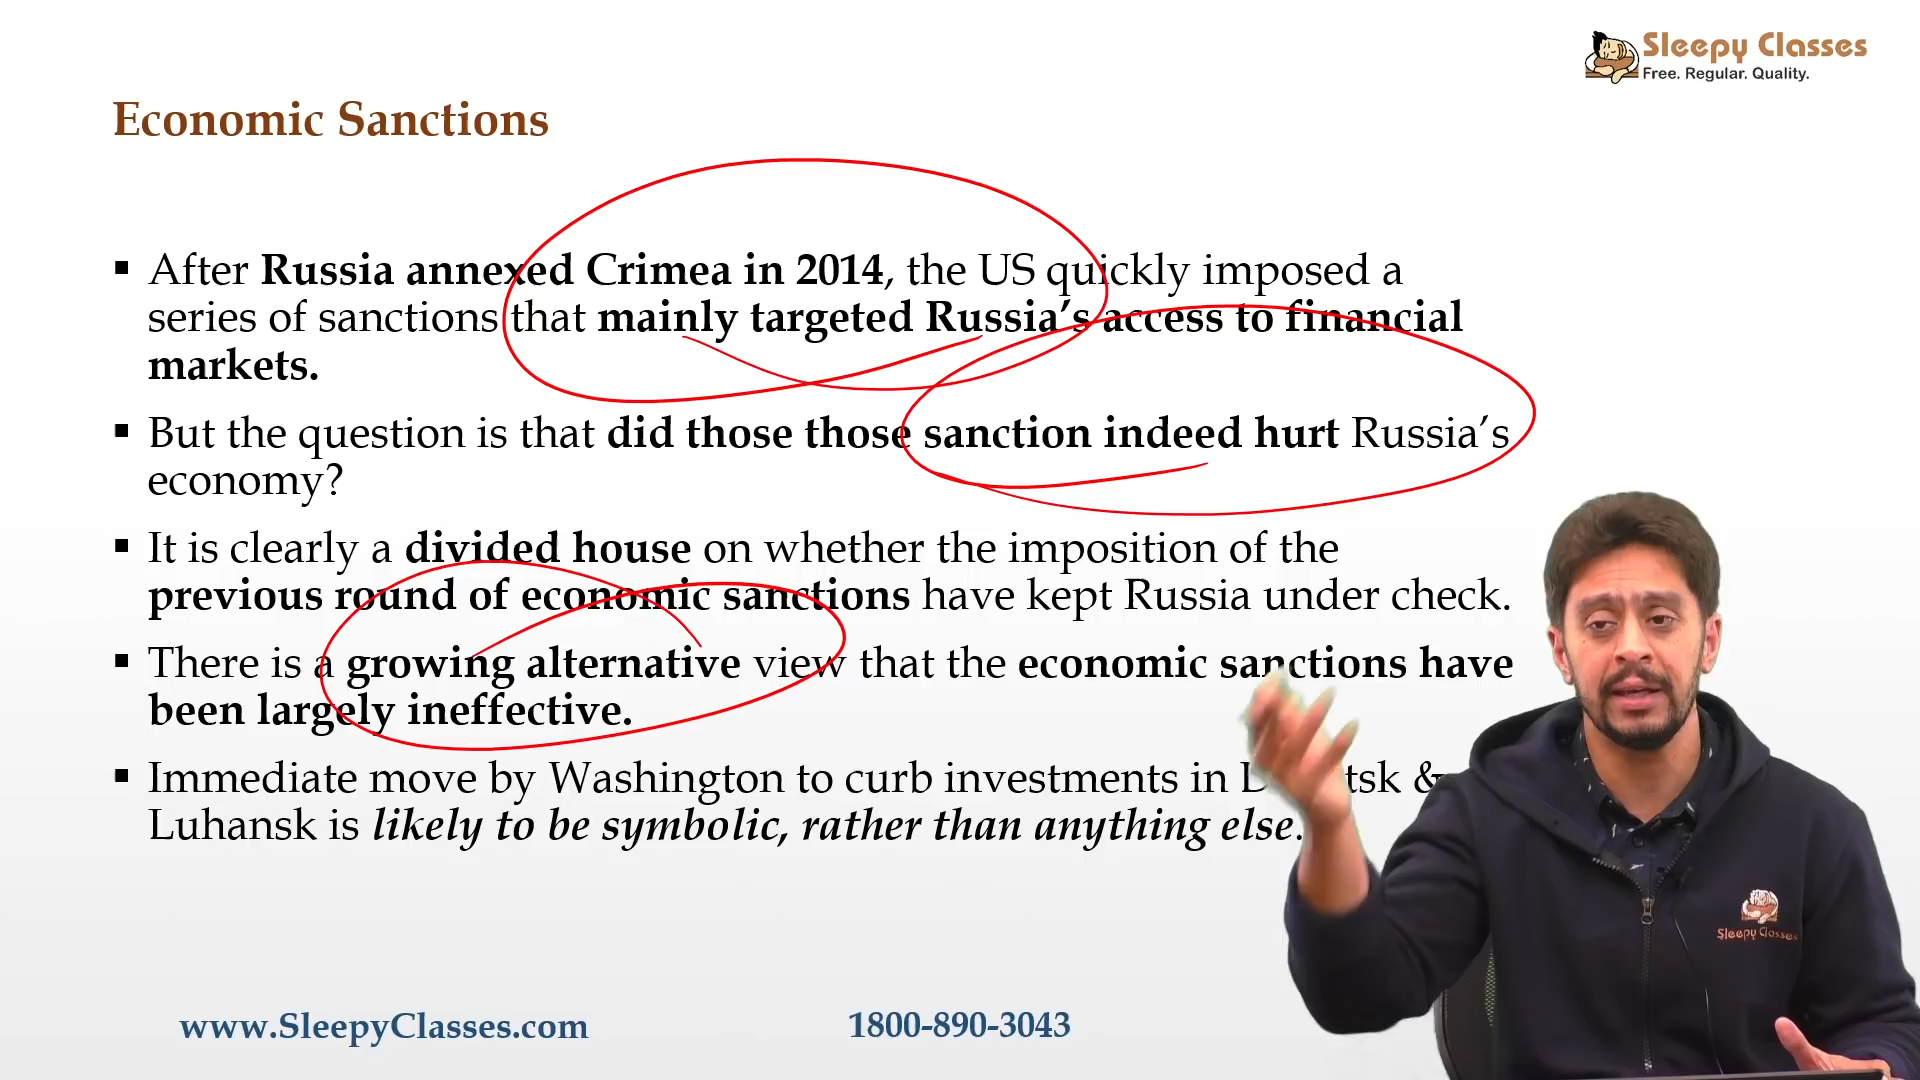 Sleepy Classes
Free. Regular. Quality.
Economic Sanctions
▪ After Russia annexed Crimea in 2014, the US quickly imposed a
series of sanctions that mainly targeted Russia’s access to financial
markets.
▪ But the question is that did those those sanction indeed hurt Russia’s
economy?
▪ It is clearly a divided house on whether the imposition of the
previous round of economic sanctions have kept Russia under check.
▪ There is a growing alternative view that the economic sanctions have
been largely ineffective.
▪ Immediate move by Washington to curb investments in &
Luhansk is likely to be symbolic, rather than anything else.
Sleepy Classes
www.SleepyClasses.com
1800-890-3043